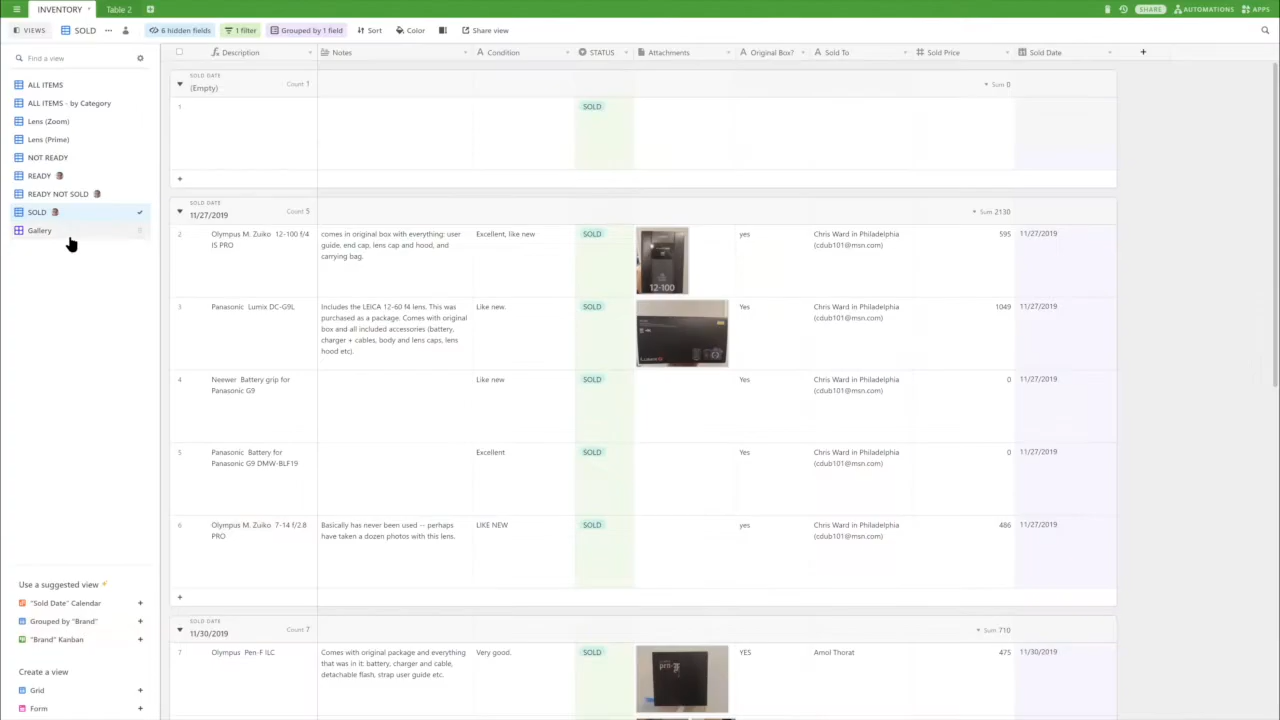 INVENTORY
Table 2
SHARE
AUTOMATIONS
APPS
VIEWS
SOLD
6 hidden fields
1 filter
Grouped by 1 field
Sort
Color
Share view
Find a view
ALL ITEMS
ALL ITEMS - by Category
Lens (Zoom)
Lens (Prime)
NOT READY
READY
READY NOT SOLD
SOLD
Gallery
Use a suggested view
"Sold Date" Calendar
Grouped by "Brand"
"Brand" Kanban
Create a view
Grid
Form
Description
Notes
Condition
STATUS
Attachments
Original Box?
Sold To
Sold Price
Sold Date
SOLD DATE
(Empty)
Count 1
Sum 0
1
SOLD
SOLD DATE
11/27/2019
Count 5
Sum 2130
2
Olympus M. Zuiko 12-100 f/4
IS PRO
comes in original box with everything: user
guide, end cap, lens cap and hood, and
carrying bag.
Excellent, like new
SOLD
12-100
yes
Chris Ward in Philadelphia
(cdub101@msn.com)
595
11/27/2019
3
Panasonic Lumix DC-G9L
Includes the LEICA 12-60 f4 lens. This was
purchased as a package. Comes with original
box and all included accessories (battery,
charger + cables, body and lens caps, lens
hood etc).
Like new.
SOLD
Yes
Chris Ward in Philadelphia
(cdub101@msn.com)
1049
11/27/2019
4
Neewer Battery grip for
Panasonic G9
Like new
SOLD
Yes
Chris Ward in Philadelphia
(cdub101@msn.com)
0
11/27/2019
5
Panasonic Battery for
Panasonic G9 DMW-BLF19
Excellent
SOLD
Yes
Chris Ward in Philadelphia
(cdub101@msn.com)
0
11/27/2019
6
Olympus M. Zuiko 7-14 f/2.8
PRO
Basically has never been used -- perhaps
have taken a dozen photos with this lens.
LIKE NEW
SOLD
yes
Chris Ward in Philadelphia
(cdub101@msn.com)
486
11/27/2019
SOLD DATE
11/30/2019
Count 7
Sum 710
7
Olympus Pen-F ILC
Comes with original package and everything
that was in it: battery, charger and cable,
detachable flash, strap user guide etc.
Very good.
SOLD
YES
Amol Thorat
475
11/30/2019